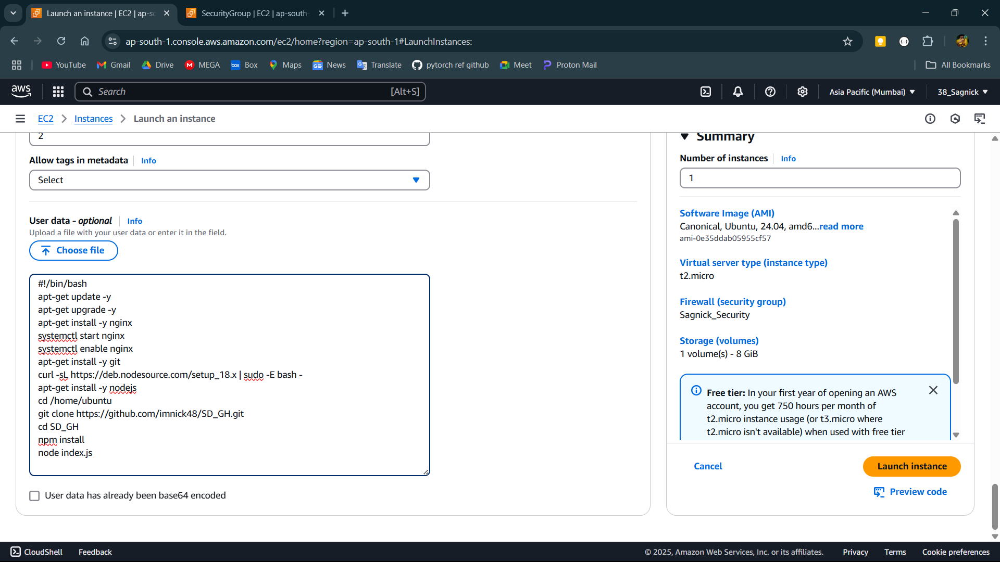 Launch an instance | EC2 | ap-sc
SecurityGroup | EC2 | ap-south-
ap-south-1.console.aws.amazon.com/ec2/home?region=ap-south-1#LaunchInstances:
YouTube
Gmail
Drive
MEGA
box Box
Maps
News
Translate
pytorch ref github
Meet
Proton Mail
All Bookmarks
aws
Search
[Alt+S]
Asia Pacific (Mumbai)
38_Sagnick
EC2
Instances
Launch an instance
2
Allow tags in metadata
Info
Select
User data - optional
Info
Upload a file with your user data or enter it in the field.
Choose file
#!/bin/bash
apt-get update -y
apt-get upgrade -y
apt-get install -y nginx
systemctl start nginx
systemctl enable nginx
apt-get install -y git
curl -sL https://deb.nodesource.com/setup_18.x | sudo -E bash -
apt-get install -y nodejs
cd /home/ubuntu
git clone https://github.com/imnick48/SD_GH.git
cd SD_GH
npm install
node index.js
User data has already been base64 encoded
Summary
Number of instances
Info
1
Software Image (AMI)
Canonical, Ubuntu, 24.04, amd6...read more
ami-0e35ddab05955cf57
Virtual server type (instance type)
t2.micro
Firewall (security group)
Sagnick_Security
Storage (volumes)
1 volume(s) - 8 GiB
Free tier: In your first year of opening an AWS
account, you get 750 hours per month of
t2.micro instance usage (or t3.micro where
t2.micro isn't available) when used with free tier
Cancel
Launch instance
Preview code
CloudShell
Feedback
© 2025, Amazon Web Services, Inc. or its affiliates.
Privacy
Terms
Cookie preferences